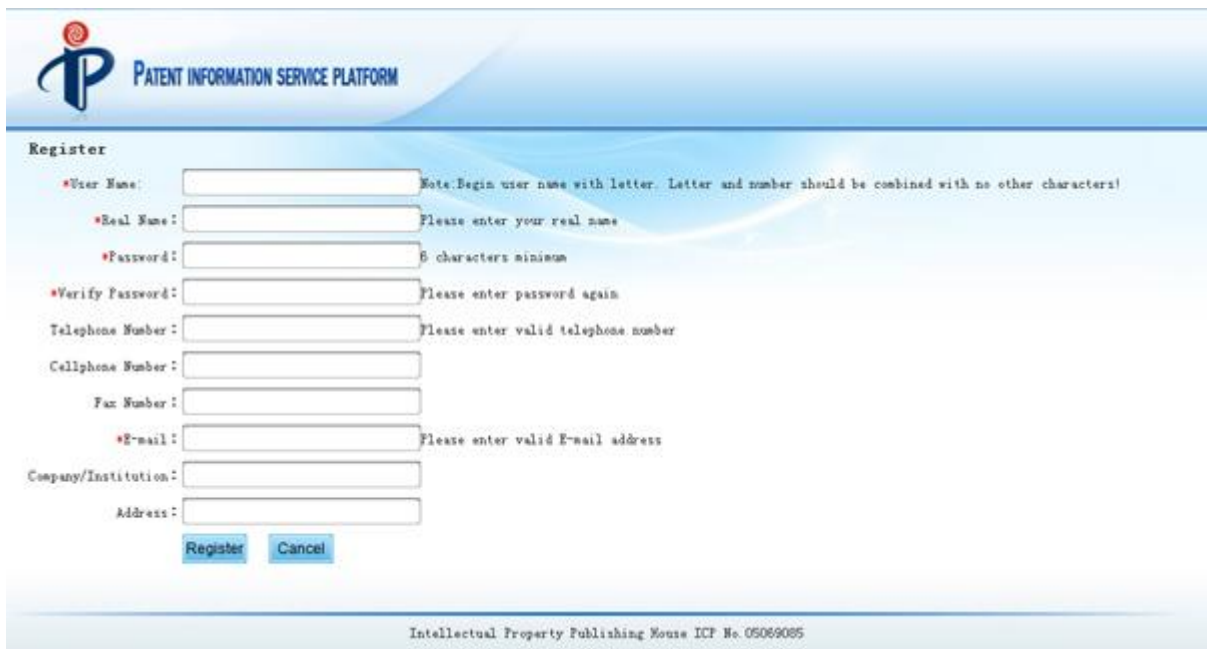 PATENT INFORMATION SERVICE PLATFORM
Register
*User Name:	Note:Begin user name with letter. Letter and number should be combined with no other characters!
*Real Name: Please enter your real name
*Password: 6 characters minimum
*Verify Password: Please enter password again
Telephone Number: Please enter valid telephone number
Cellphone Number:
Fax Number:
*E-mail: Please enter valid E-mail address
Company/Institution:
Address:
Register Cancel
Intellectual Property Publishing House ICP No.05069085